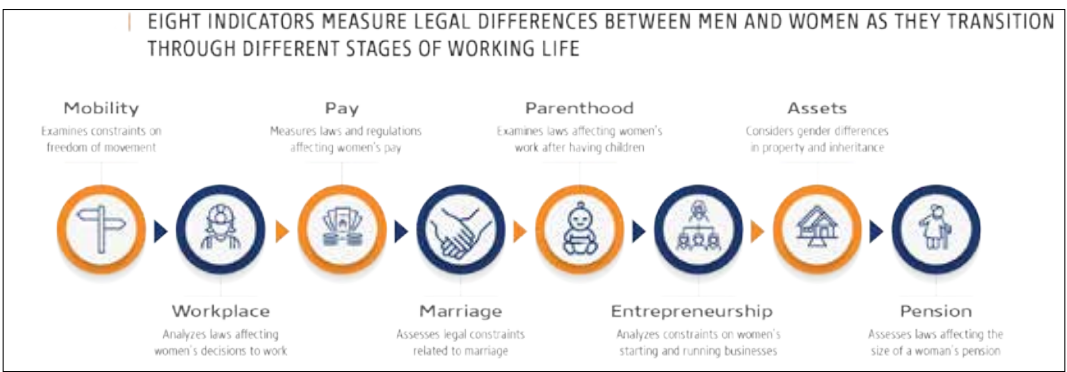 EIGHT INDICATORS MEASURE LEGAL DIFFERENCES BETWEEN MEN AND WOMEN AS THEY TRANSITION
THROUGH DIFFERENT STAGES OF WORKING LIFE
Mobility
Examines constraints on
freedom of movement
Workplace
Analyzes laws affecting
women's decisions to work
Pay
Measures laws and regulations
affecting women's pay
Marriage
Assesses legal constraints
related to marriage
Parenthood
Examines laws affecting women's
work after having children
Entrepreneurship
Analyzes constraints on women's
starting and running businesses
Assets
Considers gender differences
in property and inheritance
Pension
Assesses laws affecting the
size of a woman's pension